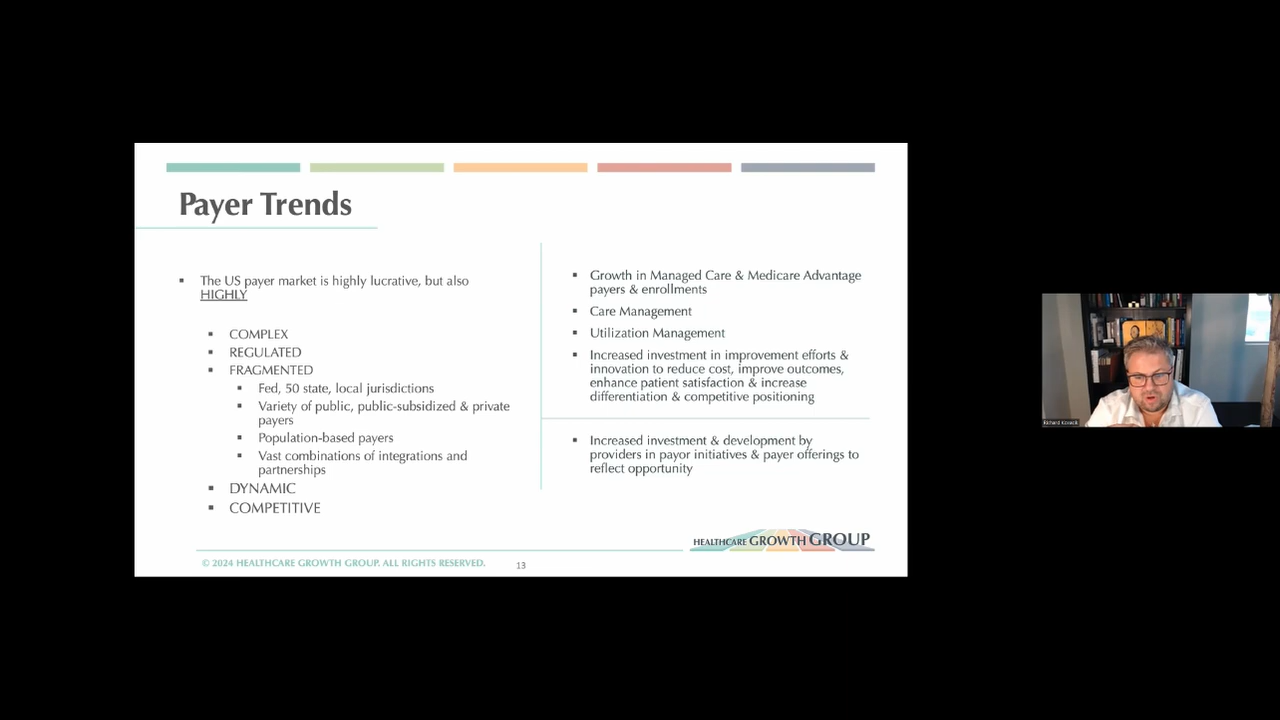 Payer Trends
▪ The US payer market is highly lucrative, but also
HIGHLY
▪ COMPLEX
▪ REGULATED
▪ FRAGMENTED
▪ Fed, 50 state, local jurisdictions
▪ Variety of public, public-subsidized & private
payers
▪ Population-based payers
▪ Vast combinations of integrations and
partnerships
▪ DYNAMIC
▪ COMPETITIVE
▪ Growth in Managed Care & Medicare Advantage
payers & enrollments
▪ Care Management
▪ Utilization Management
▪ Increased investment in improvement efforts &
innovation to reduce cost, improve outcomes,
enhance patient satisfaction & increase
differentiation & competitive positioning
▪ Increased investment & development by
providers in payor initiatives & payer offerings to
reflect opportunity
HEALTHCARE GROWTH GROUP
© 2024 HEALTHCARE GROWTH GROUP. ALL RIGHTS RESERVED.
13
Richard